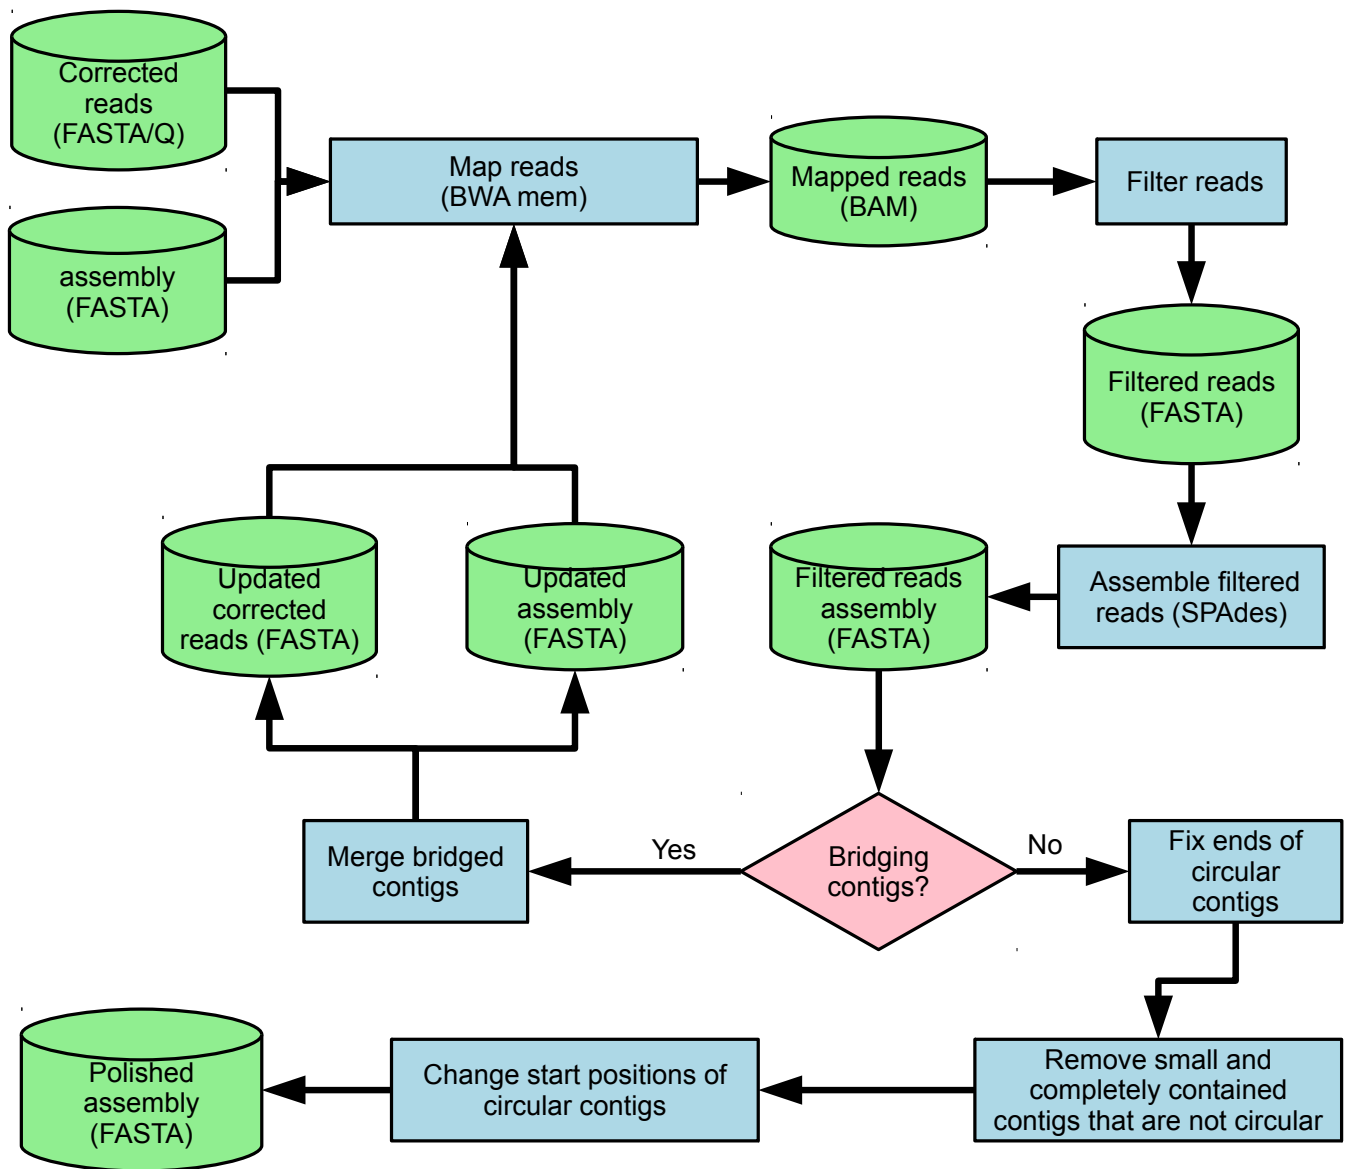 Corrected
reads
(FASTA/Q)
Map reads
(BWA mem)
Mapped reads
(BAM)
Filter reads
assembly
(FASTA)
Filtered reads
(FASTA)
Updated
corrected
reads (FASTA)
Updated
assembly
(FASTA)
Filtered reads
assembly
(FASTA)
Assemble filtered
reads (SPAdes)
Merge bridged
contigs
Yes
Bridging
contigs?
No
Fix ends of
circular
contigs
Polished
assembly
(FASTA)
Change start positions of
circular contigs
Remove small and
completely contained
contigs that are not circular